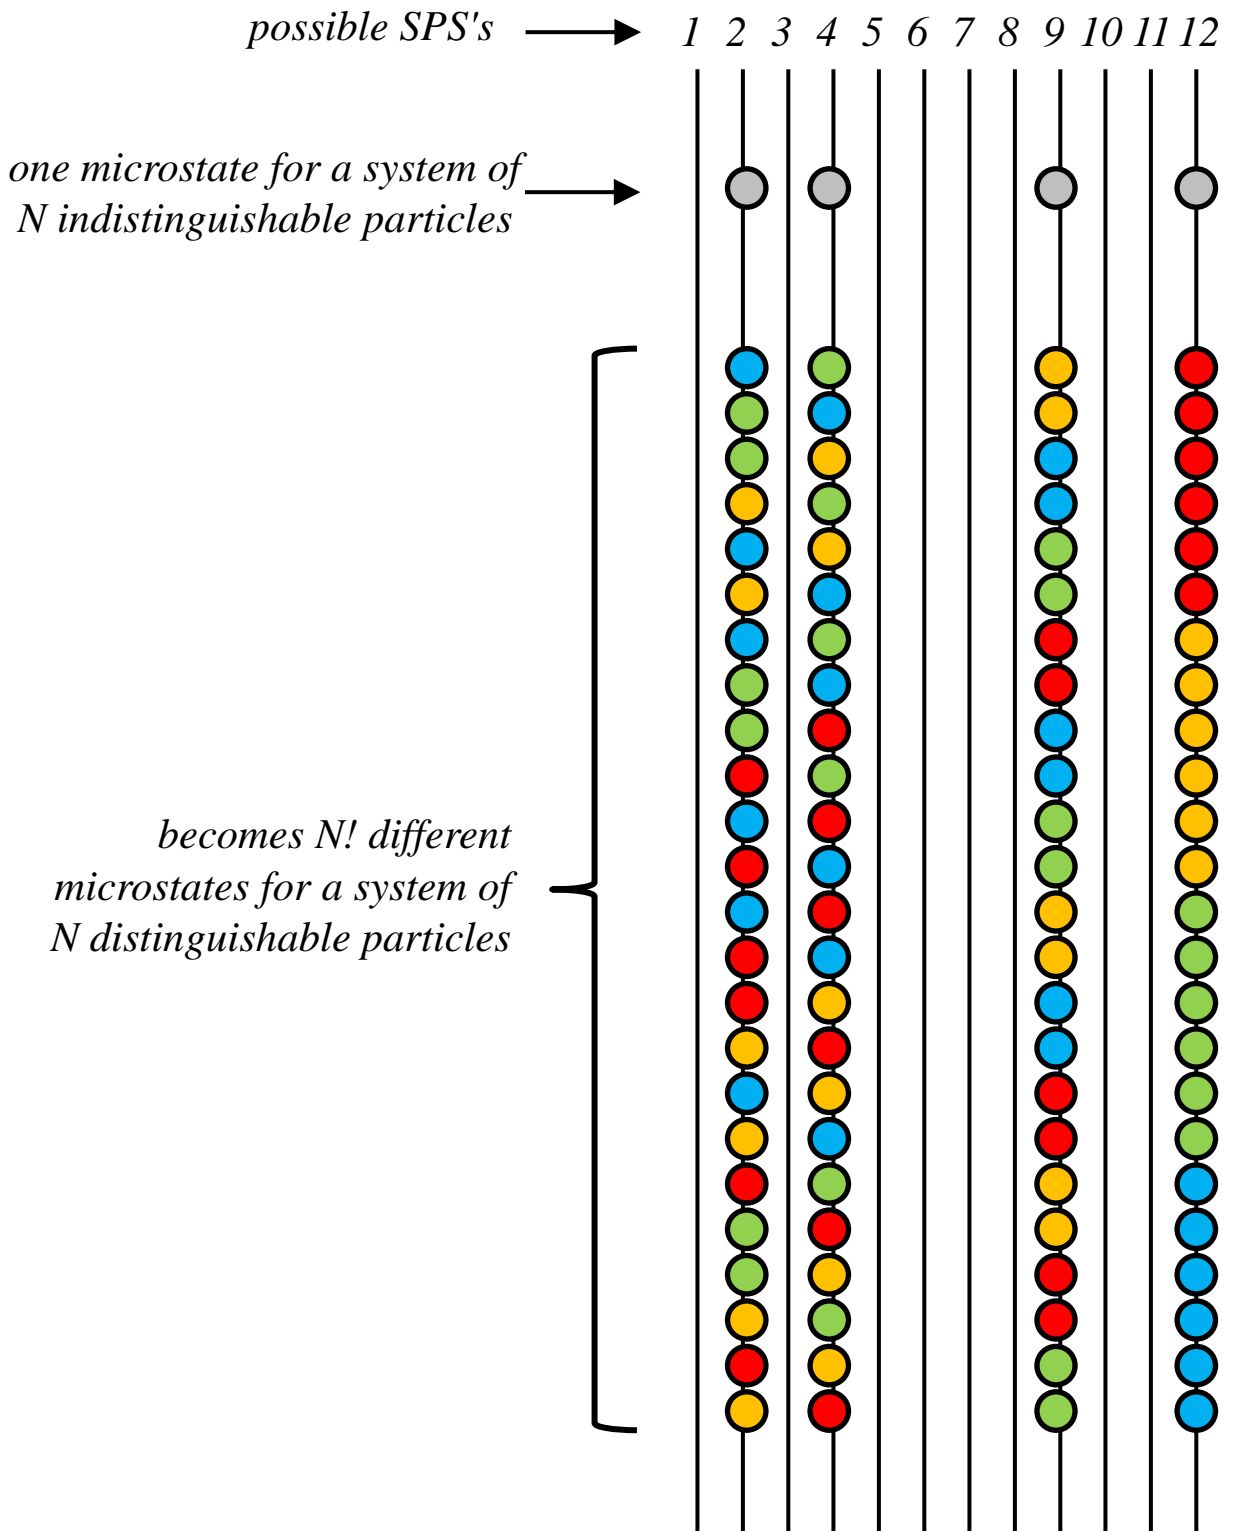 possible SPS's
1 2 3 4 5 6 7 8 9 10 11 12
one microstate for a system of
N indistinguishable particles
becomes N! different
microstates for a system of
N distinguishable particles